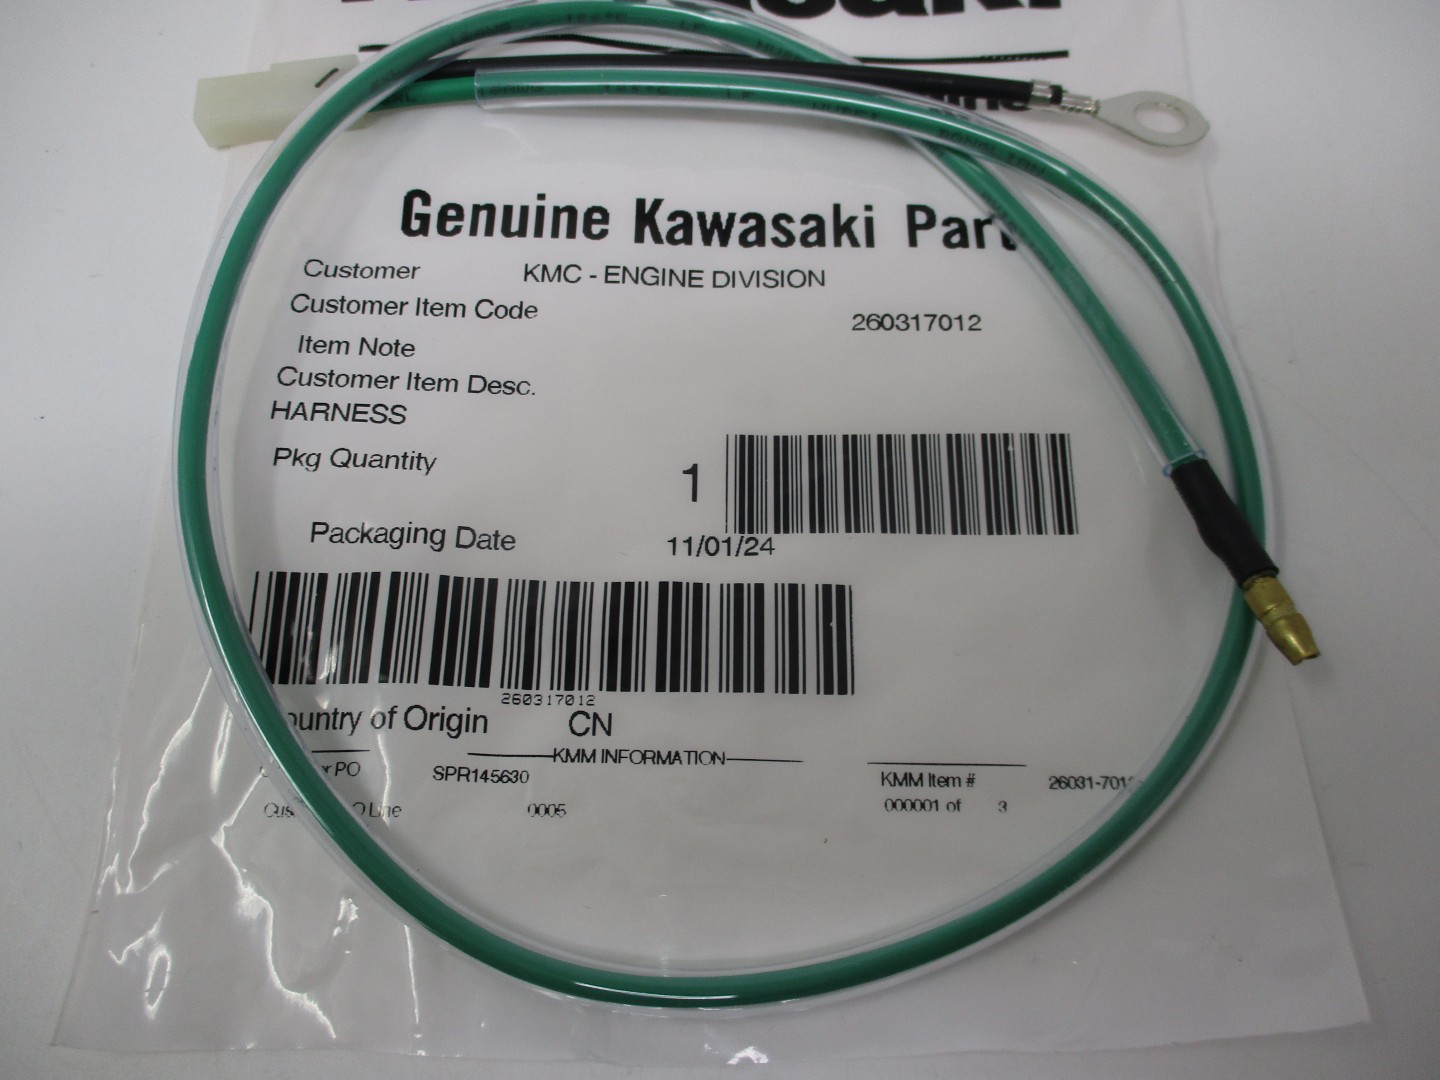 Genuine Kawasaki Part
Customer KMC - ENGINE DIVISION
Customer Item Code 260317012
Item Note
Customer Item Desc.
HARNESS
Pkg Quantity 1
Packaging Date 11/01/24
260317012
of Origin CN
KMM INFORMATION
PO SPR145630 KMM Item #
Line 0005 000001 of 3